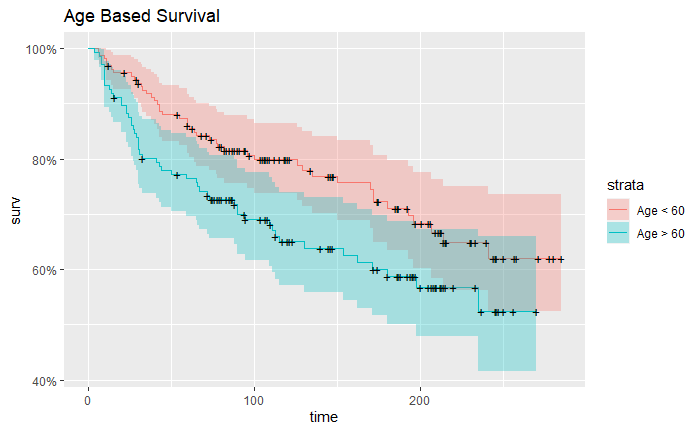 Age Based Survival
100%
80%
60%
40%
surv
0 100 200
time
strata
Age < 60
Age > 60